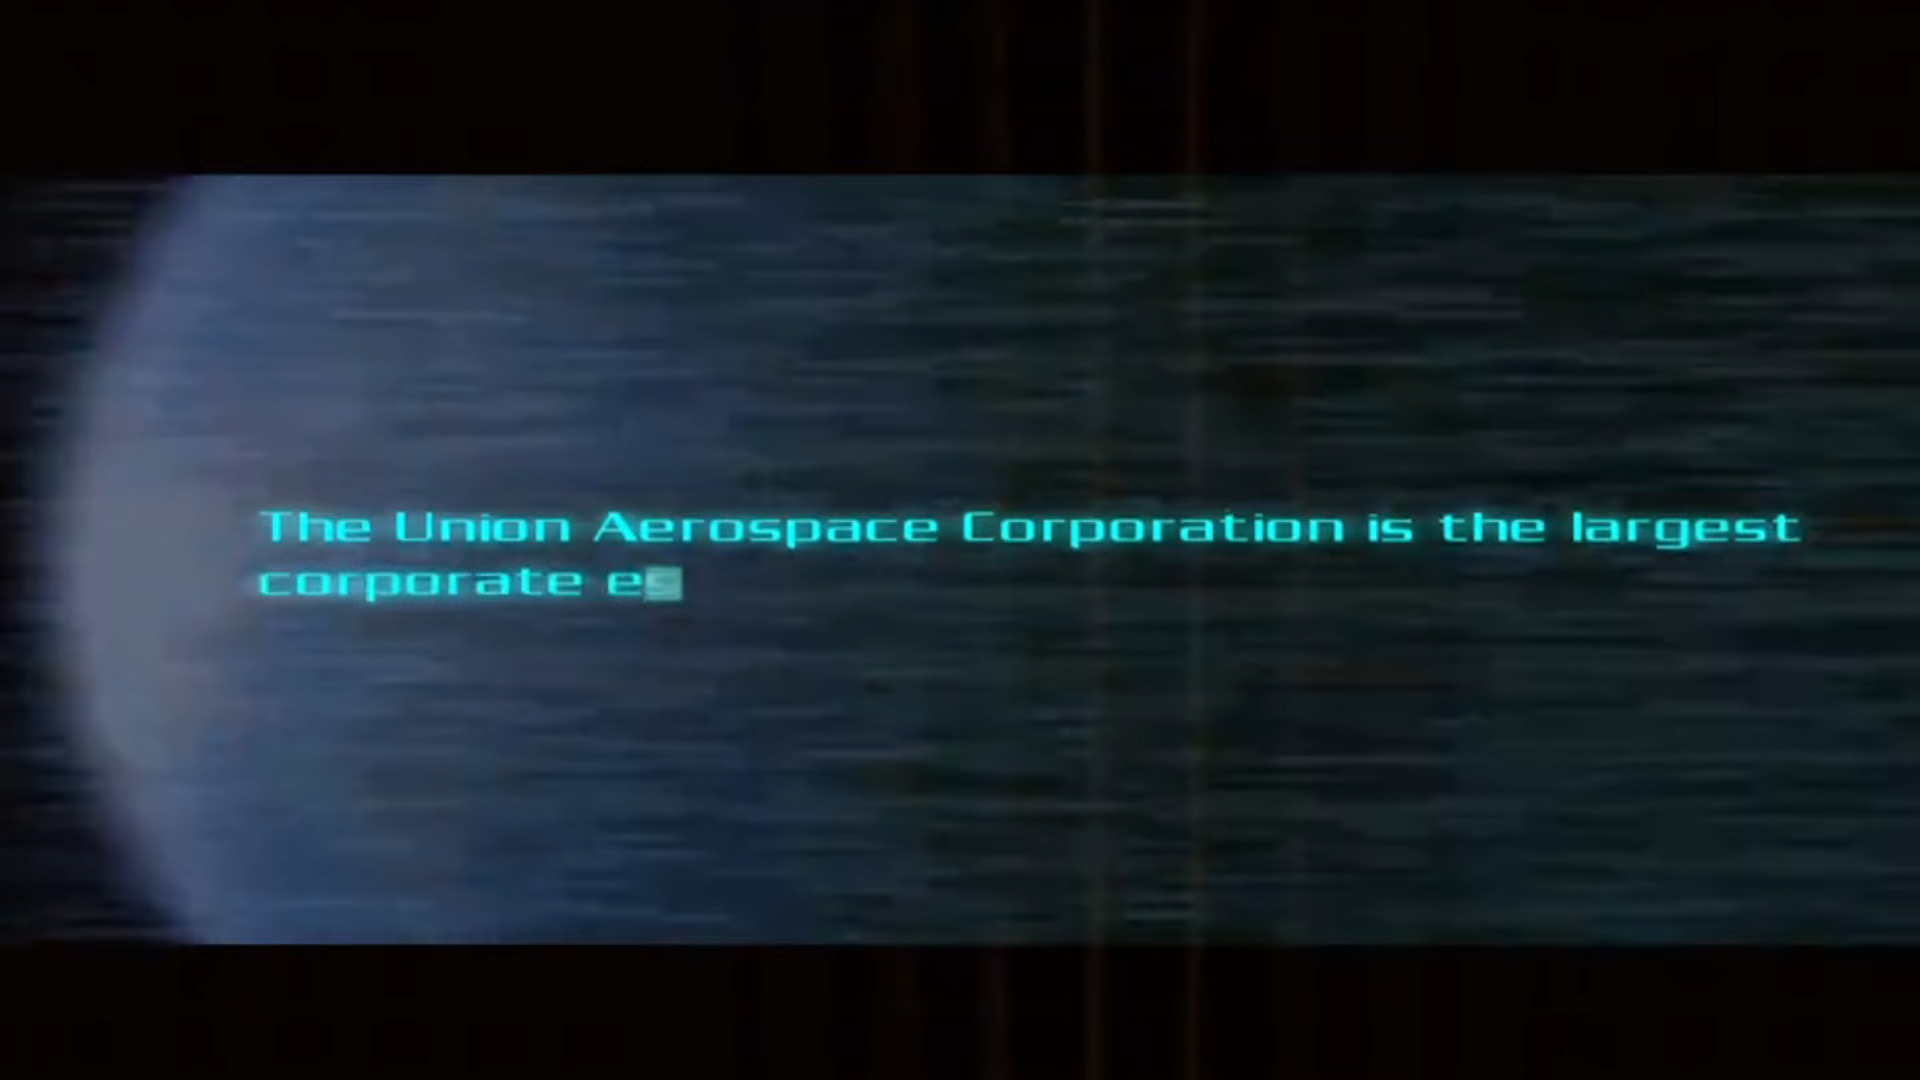 The Union Aerospace Corporation is the largest
corporate es